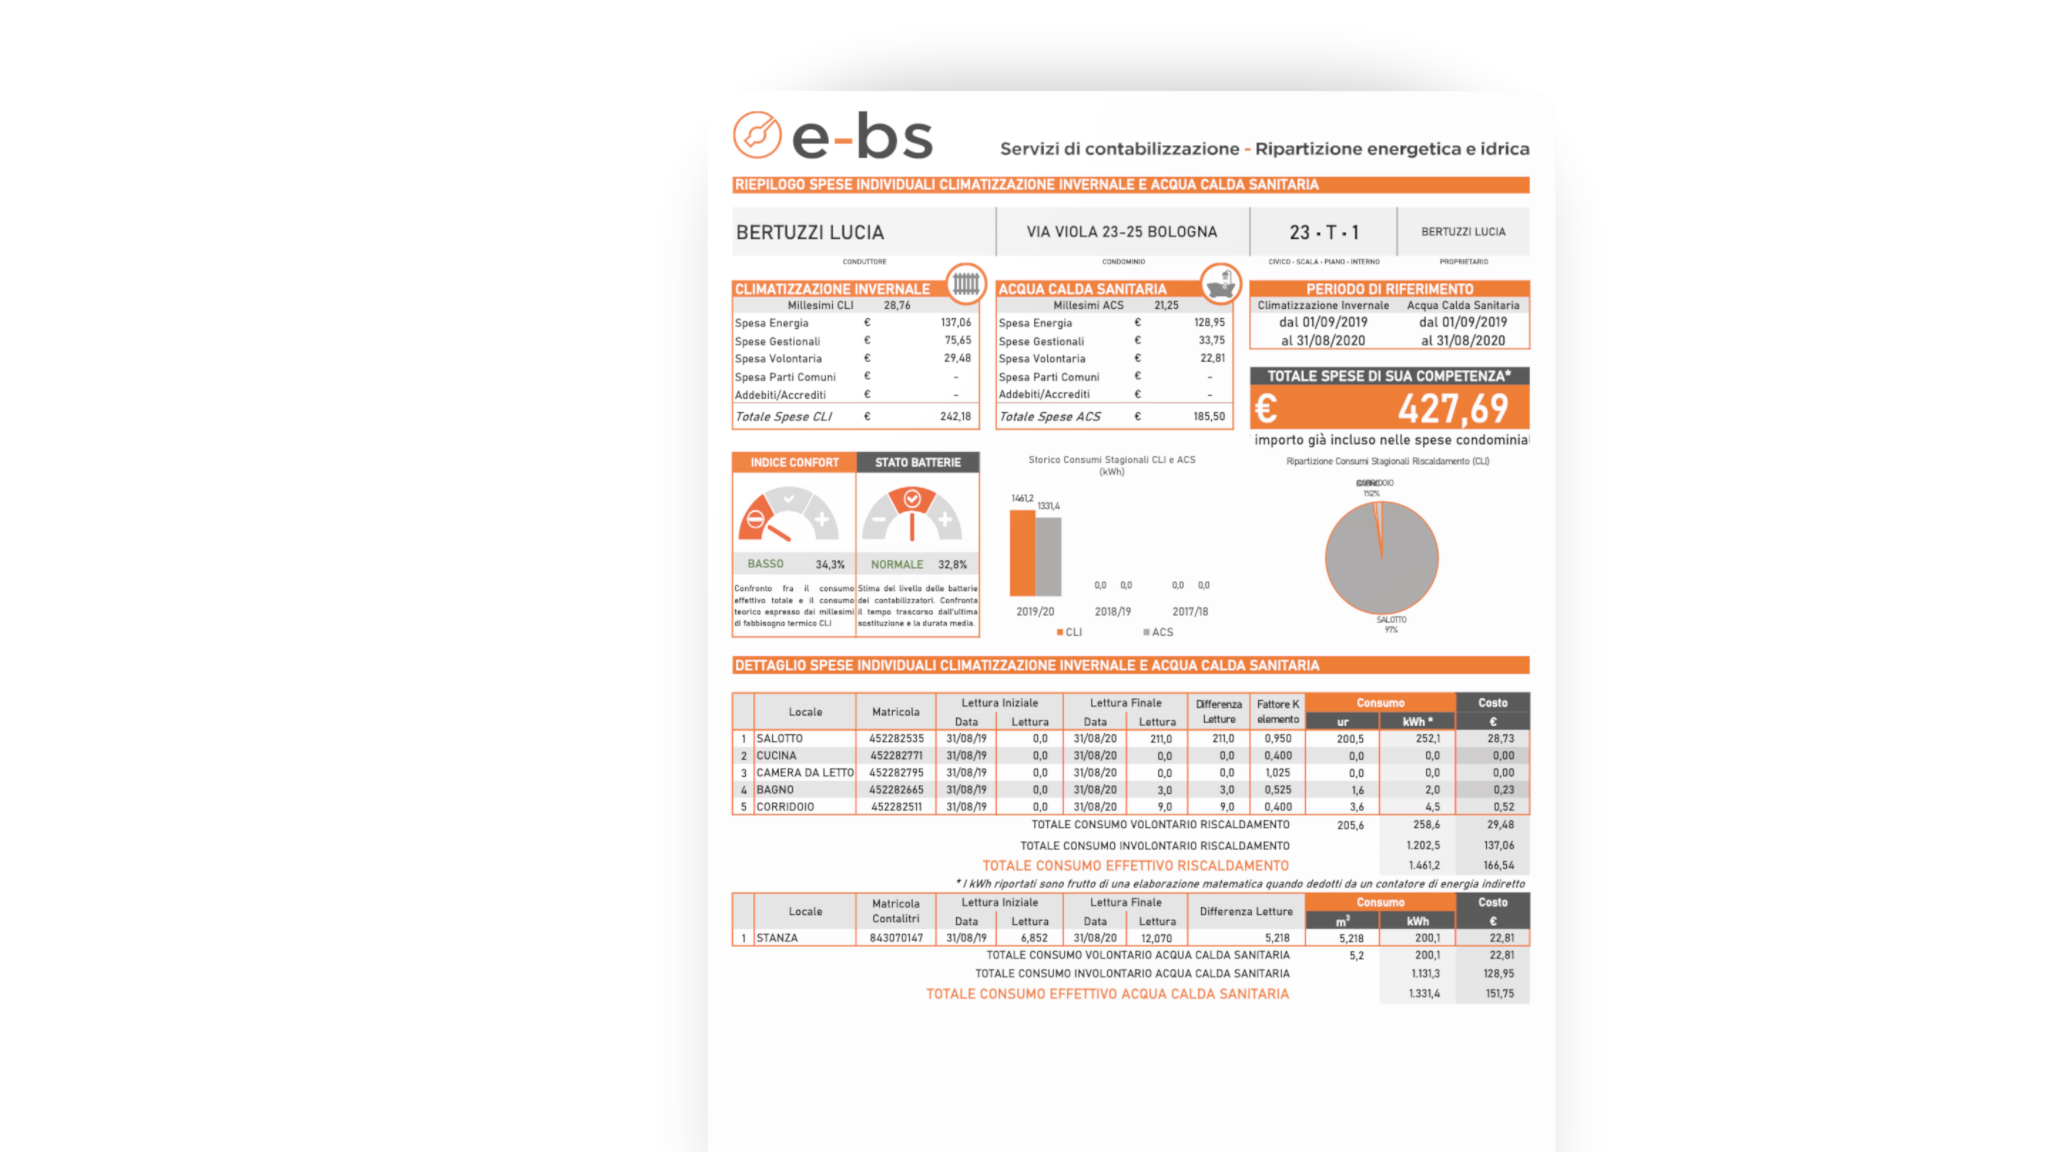 e-bs
Servizi di contabilizzazione - Ripartizione energetica e idrica
RIEPILOGO SPESE INDIVIDUALI CLIMATIZZAZIONE INVERNALE E ACQUA CALDA SANITARIA
BERTUZZI LUCIA VIA VIOLA 23-25 BOLOGNA 23 · T · 1 BERTUZZI LUCIA
CONDUTTORE CONDOMINIO CIVICO - SCALA - PIANO - INTERNO PROPRIETARIO
CLIMATIZZAZIONE INVERNALE
Millesimi CLI 28,76
Spesa Energia € 137,06
Spese Gestionali € 75,65
Spesa Volontaria € 29,48
Spesa Parti Comuni € -
Addebiti/Accrediti € -
Totale Spese CLI € 242,18
ACQUA CALDA SANITARIA
Millesimi ACS 21,25
Spesa Energia € 128,95
Spese Gestionali € 33,75
Spesa Volontaria € 22,81
Spesa Parti Comuni € -
Addebiti/Accrediti € -
Totale Spese ACS € 185,50
PERIODO DI RIFERIMENTO
Climatizzazione Invernale Acqua Calda Sanitaria
dal 01/09/2019 dal 01/09/2019
al 31/08/2020 al 31/08/2020
TOTALE SPESE DI SUA COMPETENZA*
€ 427,69
importo già incluso nelle spese condominial
INDICE CONFORT
BASSO 34,3%
Confronto fra il consumo
effettivo totale e il consumo
teorico espresso dai millesimi
di fabbisogno termico CLI
STATO BATTERIE
NORMALE 32,8%
Stima del livello delle batterie
dei contabilizzatori. Confronta
il tempo trascorso dall'ultima
sostituzione e la durata media.
Storico Consumi Stagionali CLI e ACS
(kWh)
1461,2
1331,4
0,0 0,0 0,0 0,0
2019/20 2018/19 2017/18
CLI ACS
Ripartizione Consumi Stagionali Riscaldamento (CLI)
SALOTTO
97%
DETTAGLIO SPESE INDIVIDUALI CLIMATIZZAZIONE INVERNALE E ACQUA CALDA SANITARIA
Locale Matricola Lettura Iniziale Lettura Finale Differenza Letture Fattore K elemento Consumo Costo
Data Lettura Data Lettura ur kWh * €
1 SALOTTO 452282535 31/08/19 0,0 31/08/20 211,0 211,0 0,950 200,5 252,1 28,73
2 CUCINA 452282771 31/08/19 0,0 31/08/20 0,0 0,0 0,400 0,0 0,0 0,00
3 CAMERA DA LETTO 452282795 31/08/19 0,0 31/08/20 0,0 0,0 1,025 0,0 0,0 0,00
4 BAGNO 452282665 31/08/19 0,0 31/08/20 3,0 3,0 0,525 1,6 2,0 0,23
5 CORRIDOIO 452282511 31/08/19 0,0 31/08/20 9,0 9,0 0,400 3,6 4,5 0,52
TOTALE CONSUMO VOLONTARIO RISCALDAMENTO 205,6 258,6 29,48
TOTALE CONSUMO INVOLONTARIO RISCALDAMENTO 1.202,5 137,06
TOTALE CONSUMO EFFETTIVO RISCALDAMENTO 1.461,2 166,54
* I kWh riportati sono frutto di una elaborazione matematica quando dedotti da un contatore di energia indiretto
Locale Matricola Contalitri Lettura Iniziale Lettura Finale Differenza Letture Consumo Costo
Data Lettura Data Lettura m³ kWh €
1 STANZA 843070147 31/08/19 6,852 31/08/20 12,070 5,218 5,218 200,1 22,81
TOTALE CONSUMO VOLONTARIO ACQUA CALDA SANITARIA 5,2 200,1 22,81
TOTALE CONSUMO INVOLONTARIO ACQUA CALDA SANITARIA 1.131,3 128,95
TOTALE CONSUMO EFFETTIVO ACQUA CALDA SANITARIA 1.331,4 151,75